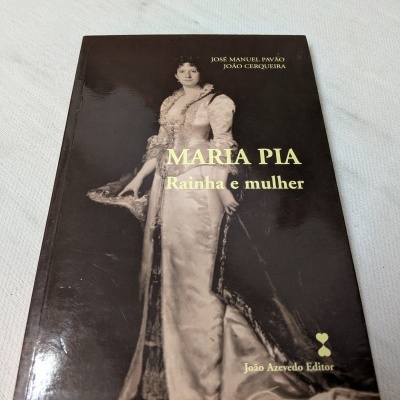 JOSÉ MANUEL PAVÃO
JOÃO CERQUEIRA
MARIA PIA
Rainha e mulher
João Azevedo Editor